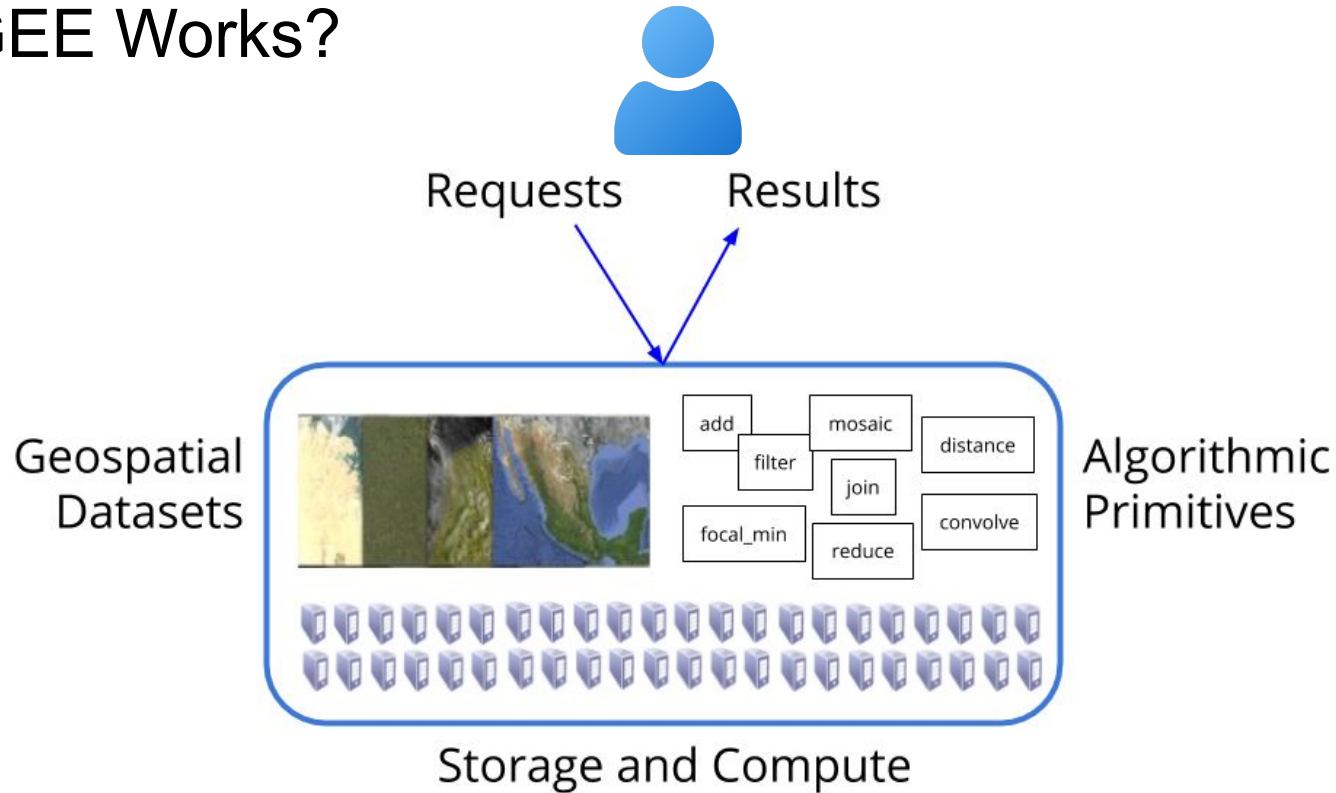 GEE Works?
Requests
Results
Geospatial
Datasets
add
mosaic
distance
filter
join
focal_min
convolve
reduce
Algorithmic
Primitives
Storage and Compute